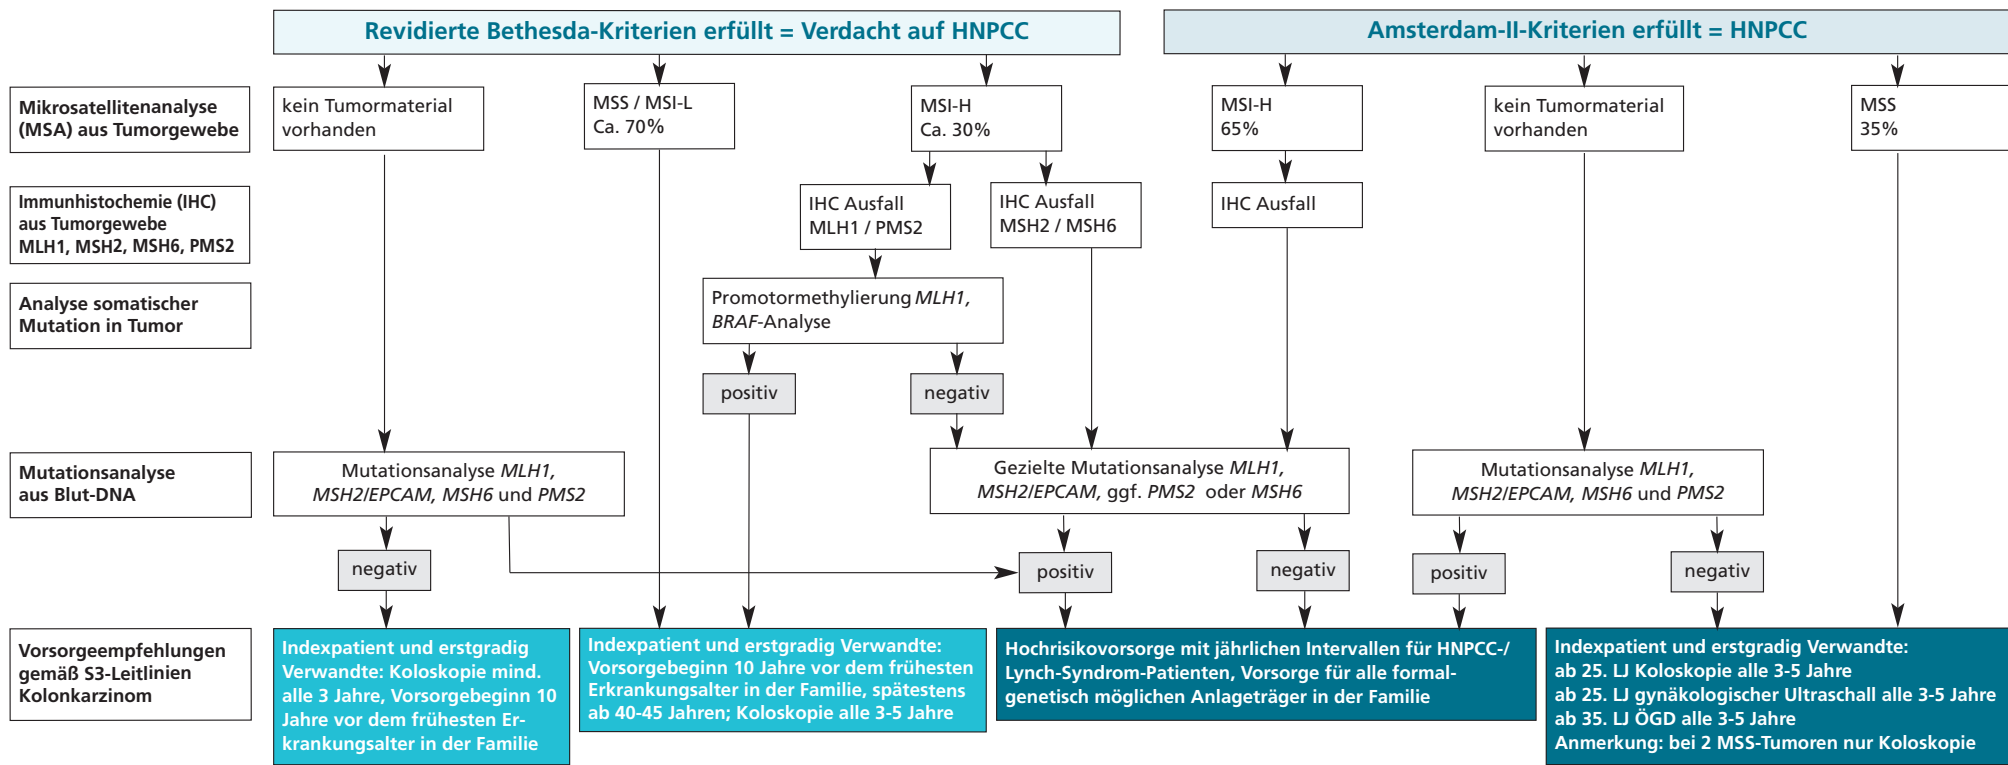 Revidierte Bethesda-Kriterien erfüllt = Verdacht auf HNPCC
Amsterdam-II-Kriterien erfüllt = HNPCC
Mikrosatellitenanalyse
(MSA) aus Tumorgewebe
kein Tumormaterial
vorhanden
MSS / MSI-L
Ca. 70%
MSI-H
Ca. 30%
MSI-H
65%
kein Tumormaterial
vorhanden
MSS
35%
Immunhistochemie (IHC)
aus Tumorgewebe
MLH1, MSH2, MSH6, PMS2
IHC Ausfall
MLH1 / PMS2
IHC Ausfall
MSH2 / MSH6
IHC Ausfall
Analyse somatischer
Mutation in Tumor
Promotormethylierung MLH1,
BRAF-Analyse
positiv
negativ
Mutationsanalyse
aus Blut-DNA
Mutationsanalyse MLH1,
MSH2/EPCAM, MSH6 und PMS2
Gezielte Mutationsanalyse MLH1,
MSH2/EPCAM, ggf. PMS2 oder MSH6
Mutationsanalyse MLH1,
MSH2/EPCAM, MSH6 und PMS2
negativ
positiv
negativ
positiv
negativ
Vorsorgeempfehlungen
gemäß S3-Leitlinien
Kolonkarzinom
Indexpatient und erstgradig
Verwandte: Koloskopie mind.
alle 3 Jahre, Vorsorgebeginn 10
Jahre vor dem frühesten Er-
krankungsalter in der Familie
Indexpatient und erstgradig Verwandte:
Vorsorgebeginn 10 Jahre vor dem frühesten
Erkrankungsalter in der Familie, spätestens
ab 40-45 Jahren; Koloskopie alle 3-5 Jahre
Hochrisikovorsorge mit jährlichen Intervallen für HNPCC-/
Lynch-Syndrom-Patienten, Vorsorge für alle formal-
genetisch möglichen Anlageträger in der Familie
Indexpatient und erstgradig Verwandte:
ab 25. LJ Koloskopie alle 3-5 Jahre
ab 25. LJ gynäkologischer Ultraschall alle 3-5 Jahre
ab 35. LJ ÖGD alle 3-5 Jahre
Anmerkung: bei 2 MSS-Tumoren nur Koloskopie